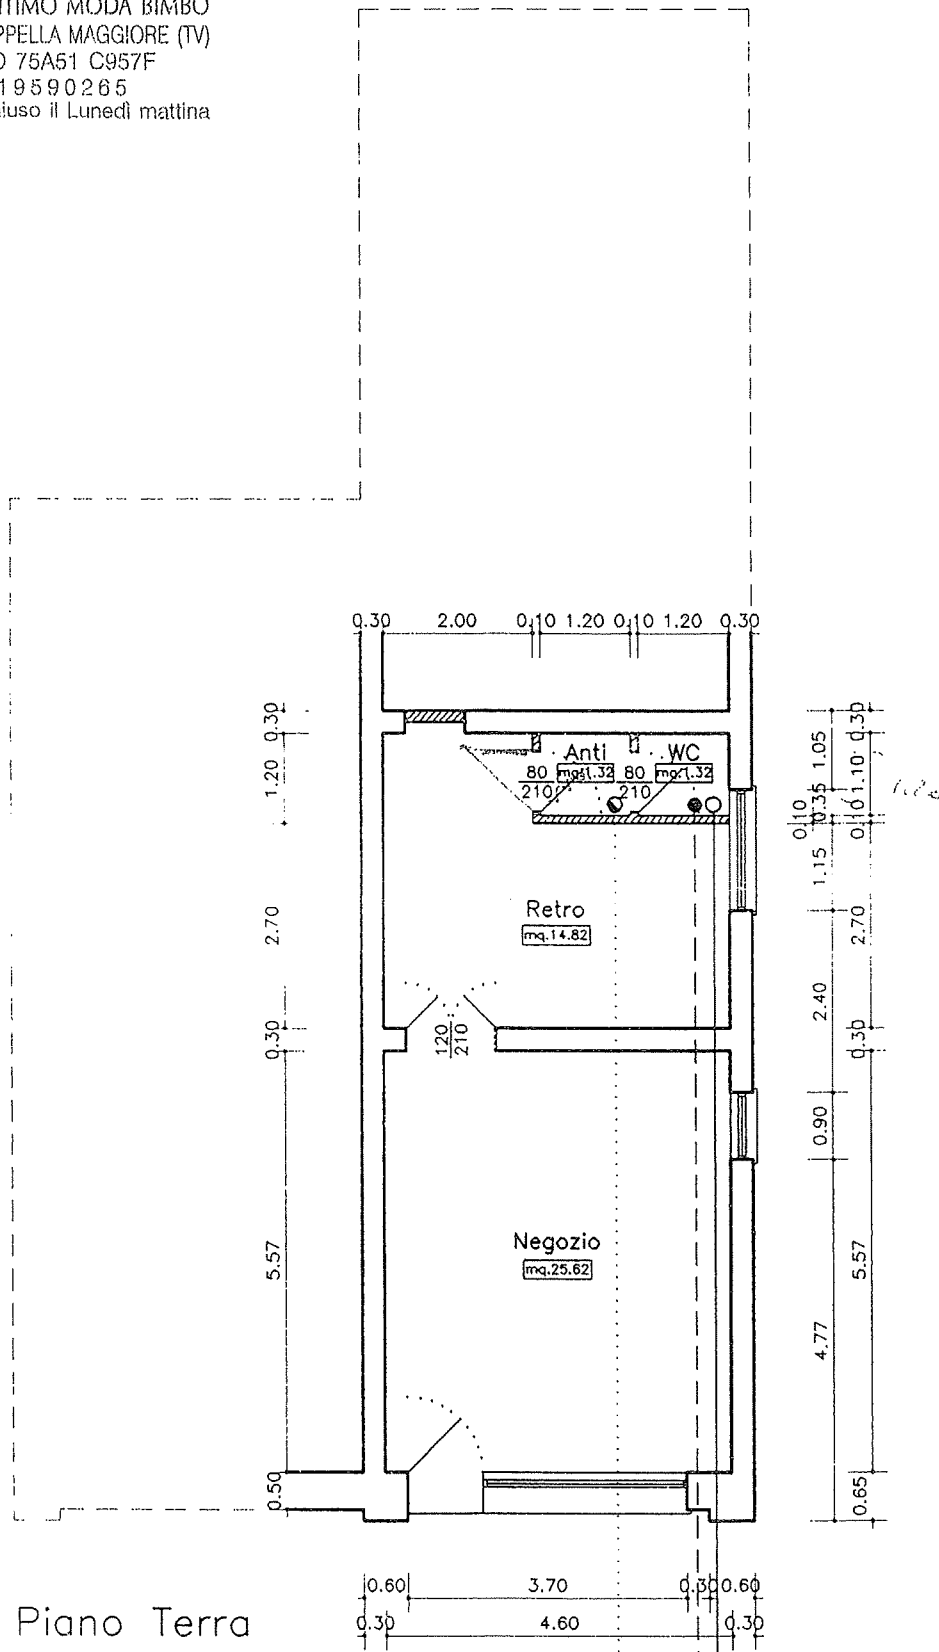 TIMO MODA BIMBO
PPELLA MAGGIORE (TV)
75A51 C957F
19590265
iuso il Lunedì mattina
0.30 2.00 0.10 1.20 0.10 1.20 0.30
0.30
1.20
2.70
0.30
5.57
0.50
Anti
mq.1.32
WC
mq.1.32
80
210
80
210
Retro
mq.14.82
120
210
Negozio
mq.25.62
1.05
0.35
0.10
1.15
2.40
0.90
4.77
0.30
1.10
0.10
2.70
0.30
5.57
0.65
0.60 3.70 0.30 0.60
0.30 4.60 0.30
Piano Terra